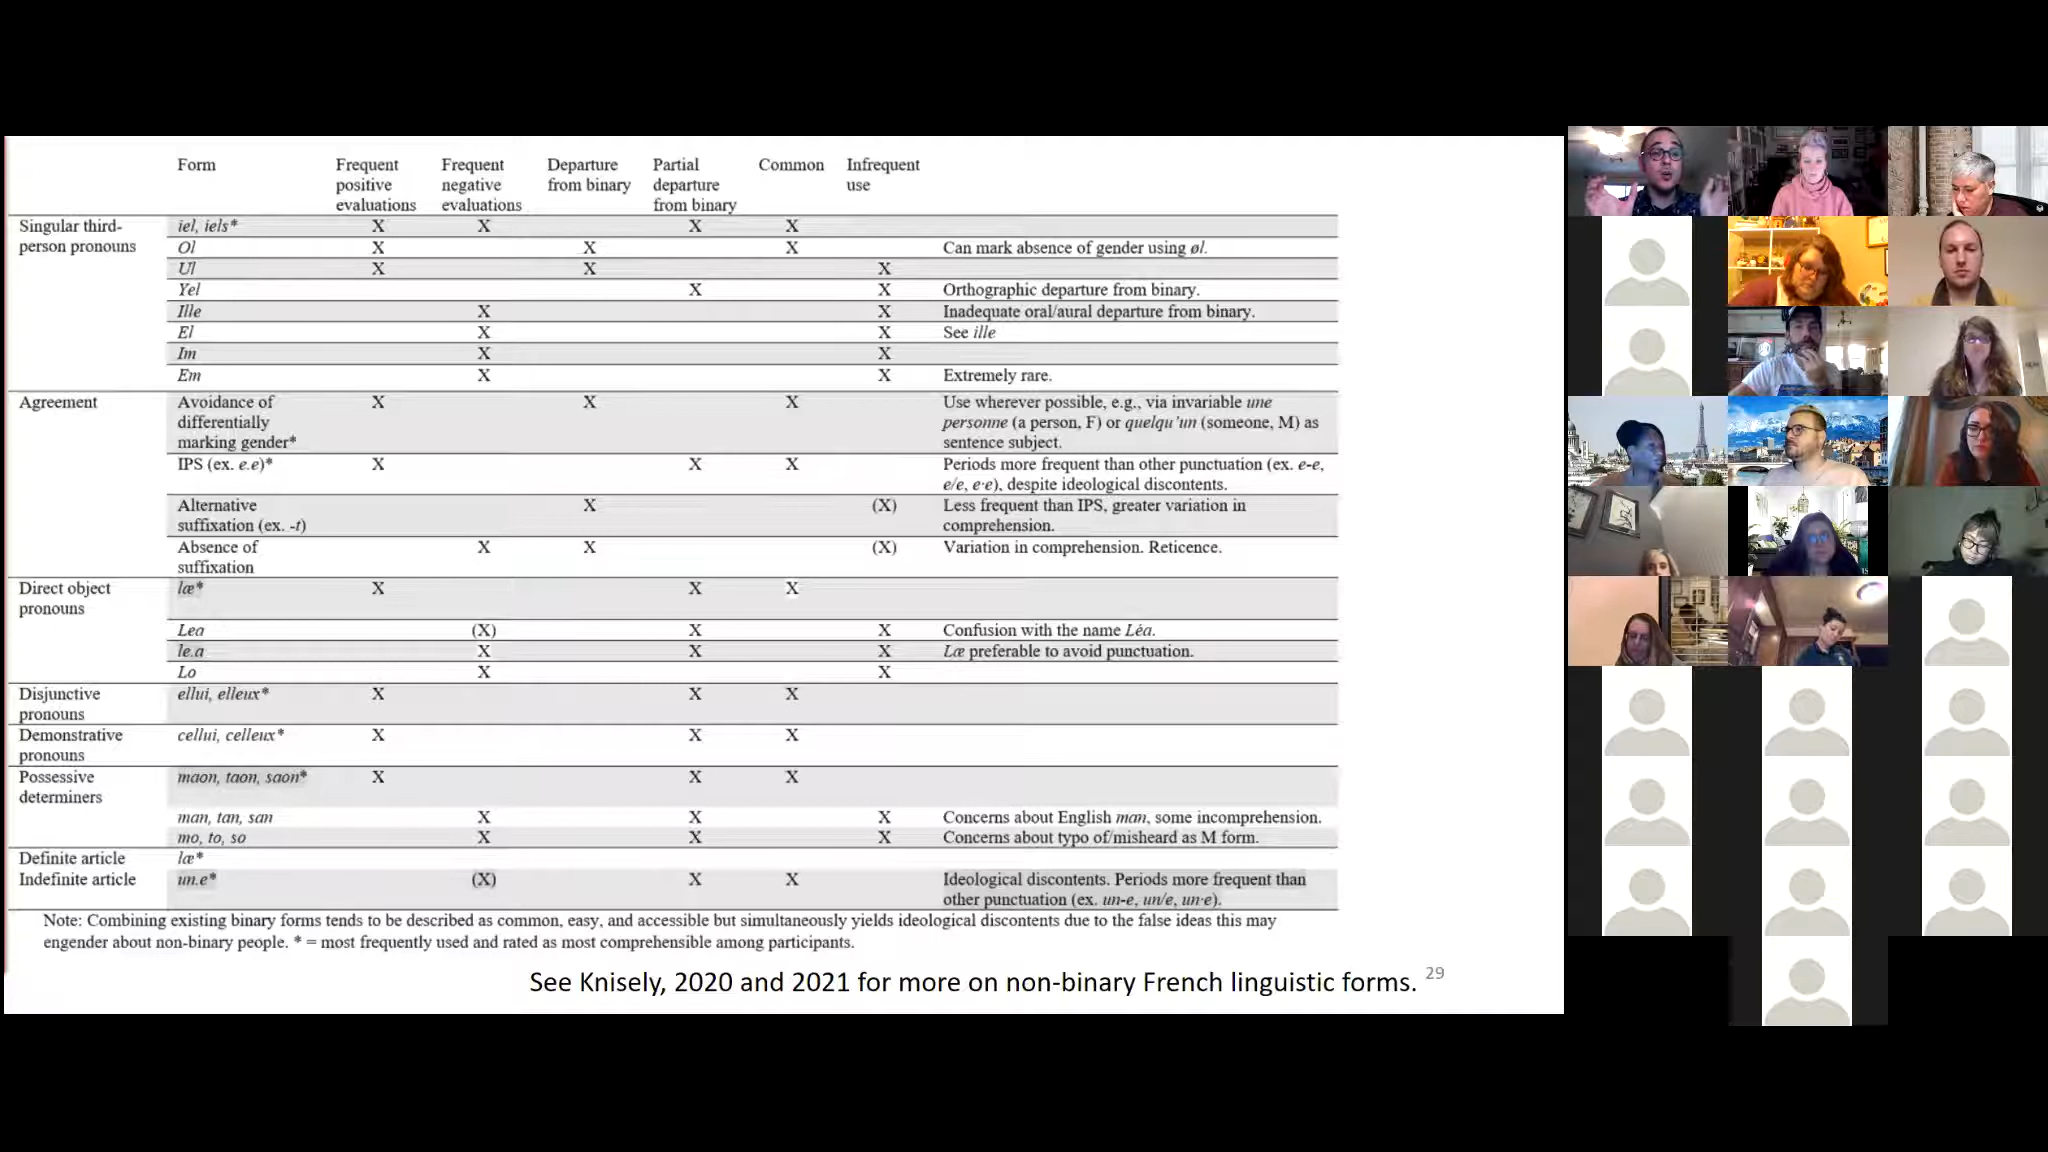 Form Frequent positive evaluations Frequent negative evaluations Departure from binary Partial departure from binary Common Infrequent use
Singular third-person pronouns
iel, iels* X X X X
Ol X X X Can mark absence of gender using øl.
Ul X X X
Yel X X Orthographic departure from binary.
Ille X X Inadequate oral/aural departure from binary.
El X X See ille
Im X X
Em X X Extremely rare.
Agreement
Avoidance of differentially marking gender* X X X Use wherever possible, e.g., via invariable une
personne (a person, F) or quelqu'un (someone, M) as
sentence subject.
IPS (ex. e.e)* X X X Periods more frequent than other punctuation (ex. e-e,
e/e, e·e), despite ideological discontents.
Alternative suffixation (ex. -t) X (X) Less frequent than IPS, greater variation in
comprehension.
Absence of suffixation X X (X) Variation in comprehension. Reticence.
Direct object pronouns
læ* X X X
Lea (X) X X Confusion with the name Léa.
le.a X X X Læ preferable to avoid punctuation.
Lo X X
Disjunctive pronouns
ellui, elleux* X X X
Demonstrative pronouns
cellui, celleux* X X X
Possessive determiners
maon, taon, saon* X X X
man, tan, san X X X Concerns about English man, some incomprehension.
mo, to, so X X X Concerns about typo of/misheard as M form.
Definite article læ*
Indefinite article un.e* (X) X X Ideological discontents. Periods more frequent than
other punctuation (ex. un-e, un/e, un·e).
Note: Combining existing binary forms tends to be described as common, easy, and accessible but simultaneously yields ideological discontents due to the false ideas this may
engender about non-binary people. * = most frequently used and rated as most comprehensible among participants.
See Knisely, 2020 and 2021 for more on non-binary French linguistic forms. 29